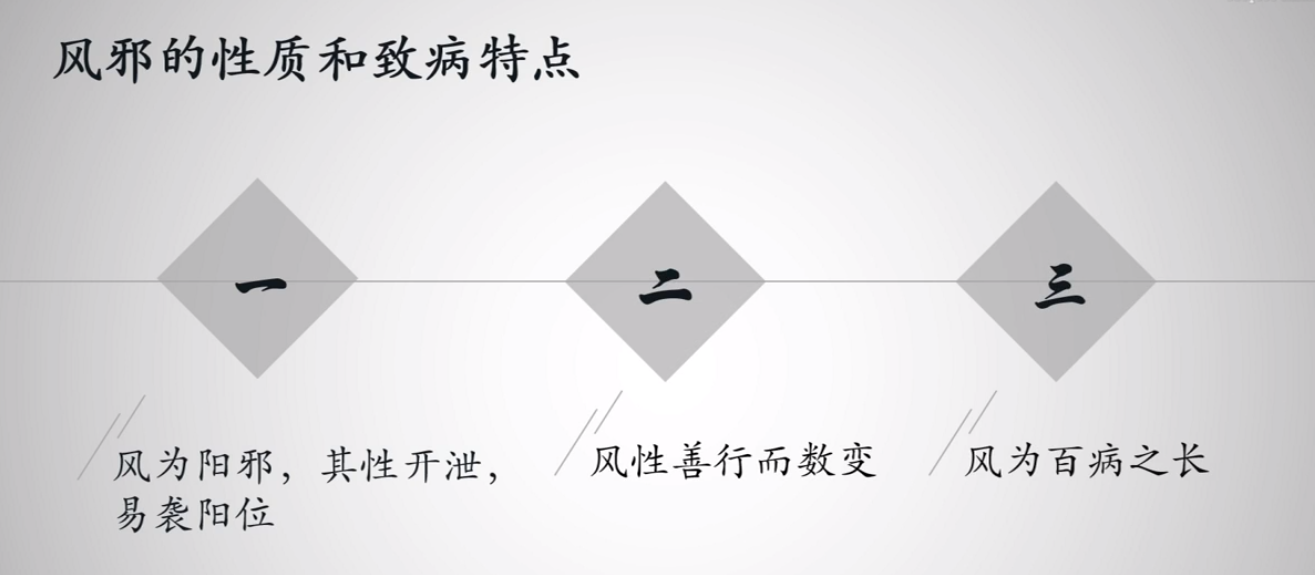 风邪的性质和致病特点
一
二
三
风为阳邪，其性开泄，
易袭阳位
风性善行而数变
风为百病之长